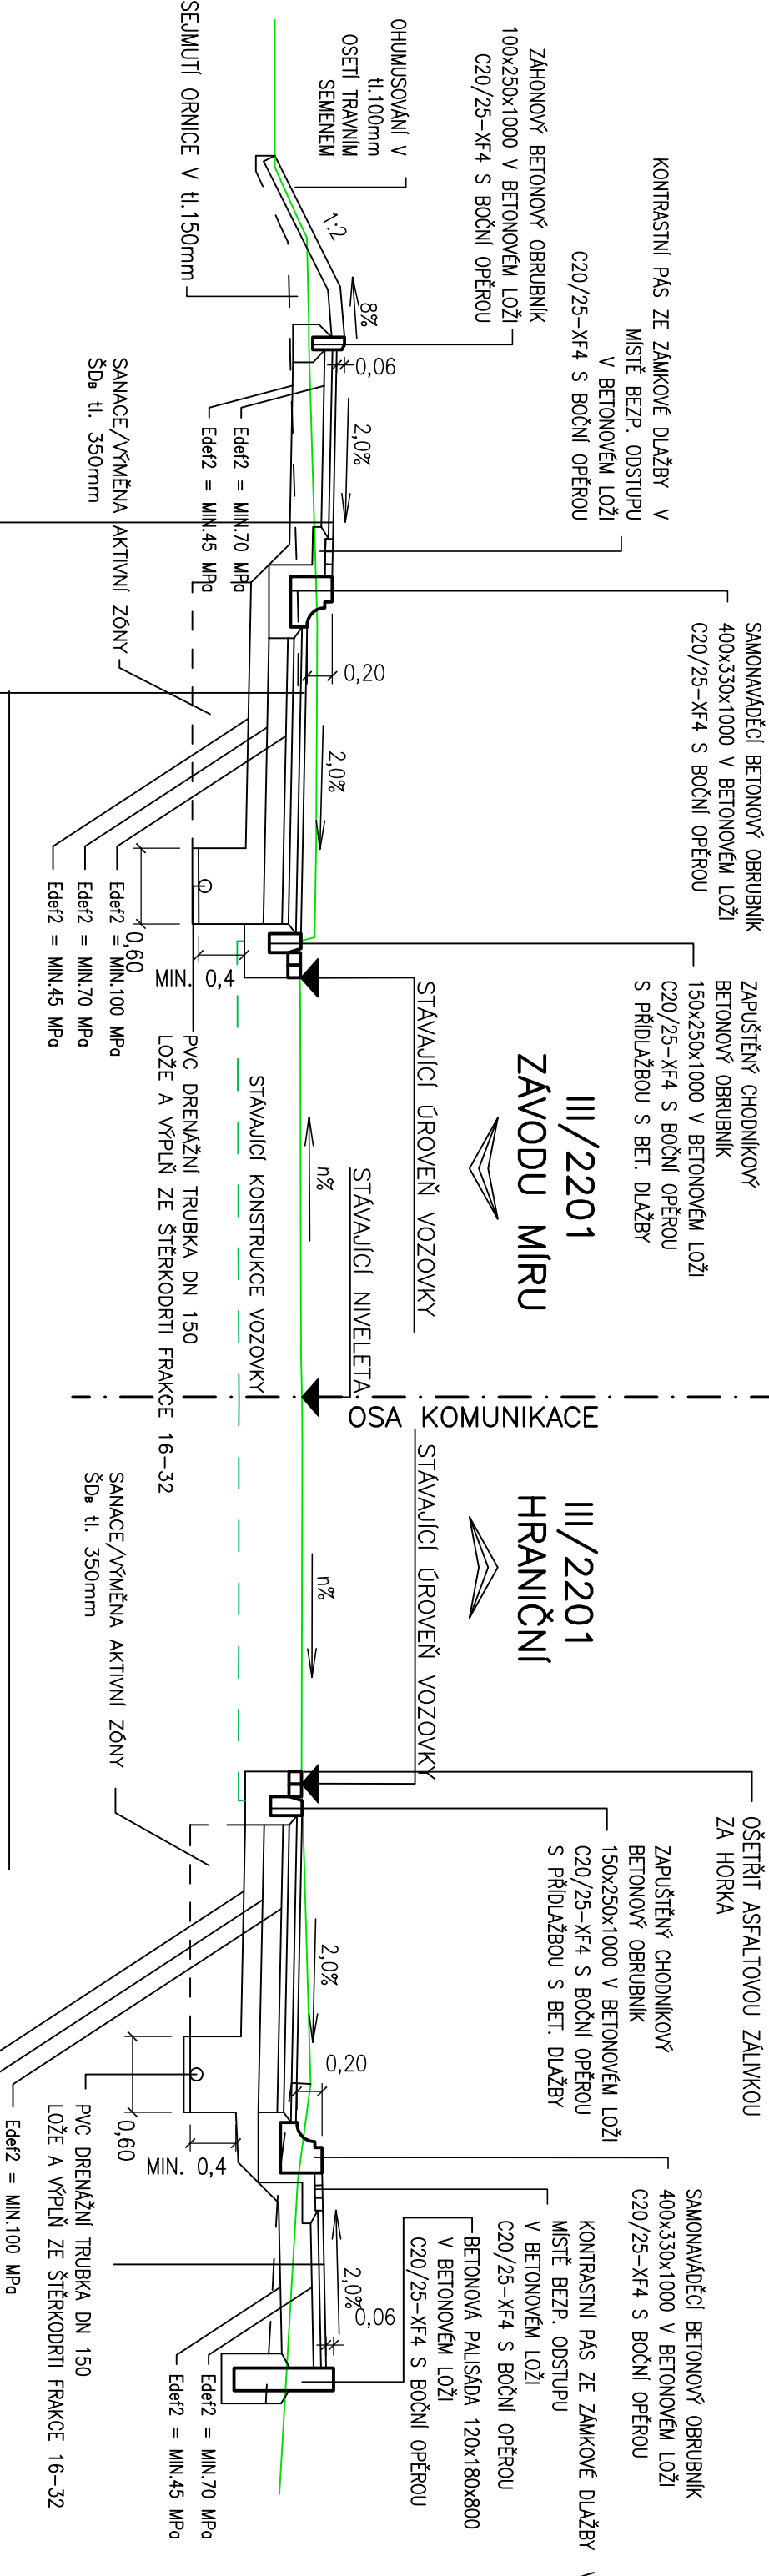 SEJMUTÍ ORNICE V tl.150mm
OHUMUSOVÁNÍ V
tl.100mm
OSETÍ TRAVNÍM
SEMENEM
1:2
8%
ZÁHONOVÝ BETONOVÝ OBRUBNÍK
100x250x1000 V BETONOVÉM LOŽI
C20/25-XF4 S BOČNÍ OPĚROU
0,06
KONTRASTNÍ PÁS ZE ZÁMKOVÉ DLAŽBY V
MÍSTĚ BEZP. ODSTUPU
V BETONOVÉM LOŽI
C20/25-XF4 S BOČNÍ OPĚROU
2,0%
Edef2 = MIN.70 MPa
Edef2 = MIN.45 MPa
SANACE/VÝMĚNA AKTIVNÍ ZÓNY
ŠDB tl. 350mm
SAMONAVÁDĚCÍ BETONOVÝ OBRUBNÍK
400x330x1000 V BETONOVÉM LOŽI
C20/25-XF4 S BOČNÍ OPĚROU
0,20
2,0%
Edef2 = MIN.100 MPa
Edef2 = MIN.70 MPa
Edef2 = MIN.45 MPa
0,60
MIN. 0,4
ZAPUŠTĚNÝ CHODNÍKOVÝ
BETONOVÝ OBRUBNÍK
150x250x1000 V BETONOVÉM LOŽI
C20/25-XF4 S BOČNÍ OPĚROU
S PŘÍDLAŽBOU S BET. DLAŽBY
III/2201
ZÁVODU MÍRU
STÁVAJÍCÍ ÚROVEŇ VOZOVKY
STÁVAJÍCÍ NIVELETA
n%
STÁVAJÍCÍ KONSTRUKCE VOZOVKY
PVC DRENÁŽNÍ TRUBKA DN 150
LOŽE A VÝPLŇ ZE ŠTĚRKODRTI FRAKCE 16-32
OSA KOMUNIKACE
III/2201
HRANIČNÍ
STÁVAJÍCÍ ÚROVEŇ VOZOVKY
n%
SANACE/VÝMĚNA AKTIVNÍ ZÓNY
ŠDB tl. 350mm
OŠETŘIT ASFALTOVOU ZÁLIVKOU
ZA HORKA
ZAPUŠTĚNÝ CHODNÍKOVÝ
BETONOVÝ OBRUBNÍK
150x250x1000 V BETONOVÉM LOŽI
C20/25-XF4 S BOČNÍ OPĚROU
S PŘÍDLAŽBOU S BET. DLAŽBY
2,0%
0,20
0,60
MIN. 0,4
PVC DRENÁŽNÍ TRUBKA DN 150
LOŽE A VÝPLŇ ZE ŠTĚRKODRTI FRAKCE 16-32
Edef2 = MIN.100 MPa
SAMONAVÁDĚCÍ BETONOVÝ OBRUBNÍK
400x330x1000 V BETONOVÉM LOŽI
C20/25-XF4 S BOČNÍ OPĚROU
KONTRASTNÍ PÁS ZE ZÁMKOVÉ DLAŽBY V
MÍSTĚ BEZP. ODSTUPU
V BETONOVÉM LOŽI
C20/25-XF4 S BOČNÍ OPĚROU
BETONOVÁ PALISÁDA 120x180x800
V BETONOVÉM LOŽI
C20/25-XF4 S BOČNÍ OPĚROU
2,0%
0,06
Edef2 = MIN.70 MPa
Edef2 = MIN.45 MPa